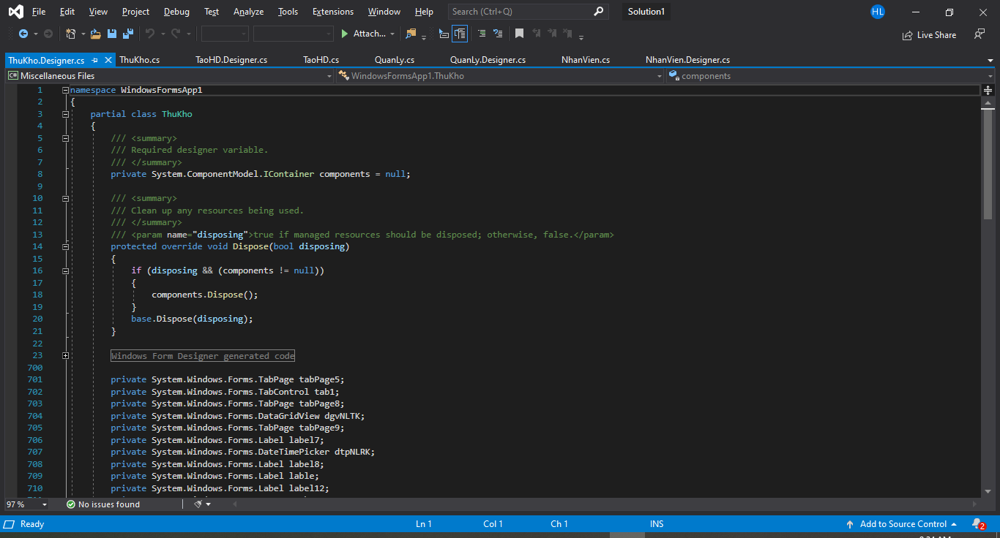 File Edit View Project Debug Test Analyze Tools Extensions Window Help Search (Ctrl+Q) Solution1 HL
Attach... Live Share
ThuKho.Designer.cs ThuKho.cs TaoHD.Designer.cs TaoHD.cs QuanLy.cs QuanLy.Designer.cs NhanVien.cs NhanVien.Designer.cs
C# Miscellaneous Files WindowsFormsApp1.ThuKho components
1 namespace WindowsFormsApp1
2 {
3 partial class ThuKho
4 {
5 /// <summary>
6 /// Required designer variable.
7 /// </summary>
8 private System.ComponentModel.IContainer components = null;
9
10 /// <summary>
11 /// Clean up any resources being used.
12 /// </summary>
13 /// <param name="disposing">true if managed resources should be disposed; otherwise, false.</param>
14 protected override void Dispose(bool disposing)
15 {
16 if (disposing && (components != null))
17 {
18 components.Dispose();
19 }
20 base.Dispose(disposing);
21 }
22
23 Windows Form Designer generated code
700
701 private System.Windows.Forms.TabPage tabPage5;
702 private System.Windows.Forms.TabControl tab1;
703 private System.Windows.Forms.TabPage tabPage8;
704 private System.Windows.Forms.DataGridView dgvNLTK;
705 private System.Windows.Forms.TabPage tabPage9;
706 private System.Windows.Forms.Label label7;
707 private System.Windows.Forms.DateTimePicker dtpNLRK;
708 private System.Windows.Forms.Label label8;
709 private System.Windows.Forms.Label lable;
710 private System.Windows.Forms.Label label12;
97 % No issues found
Ready Ln 1 Col 1 Ch 1 INS Add to Source Control 2